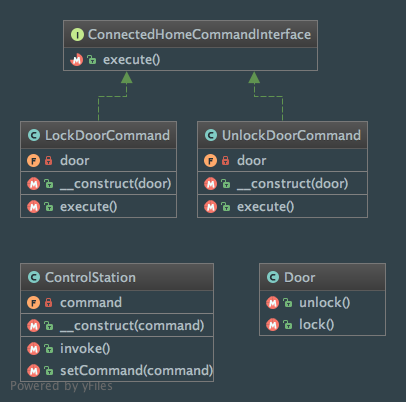 I ConnectedHomeCommandInterface
M execute()
C LockDoorCommand
F door
M __construct(door)
M execute()
C UnlockDoorCommand
F door
M __construct(door)
M execute()
C ControlStation
F command
M __construct(command)
M invoke()
M setCommand(command)
C Door
M unlock()
M lock()
Powered by yFiles